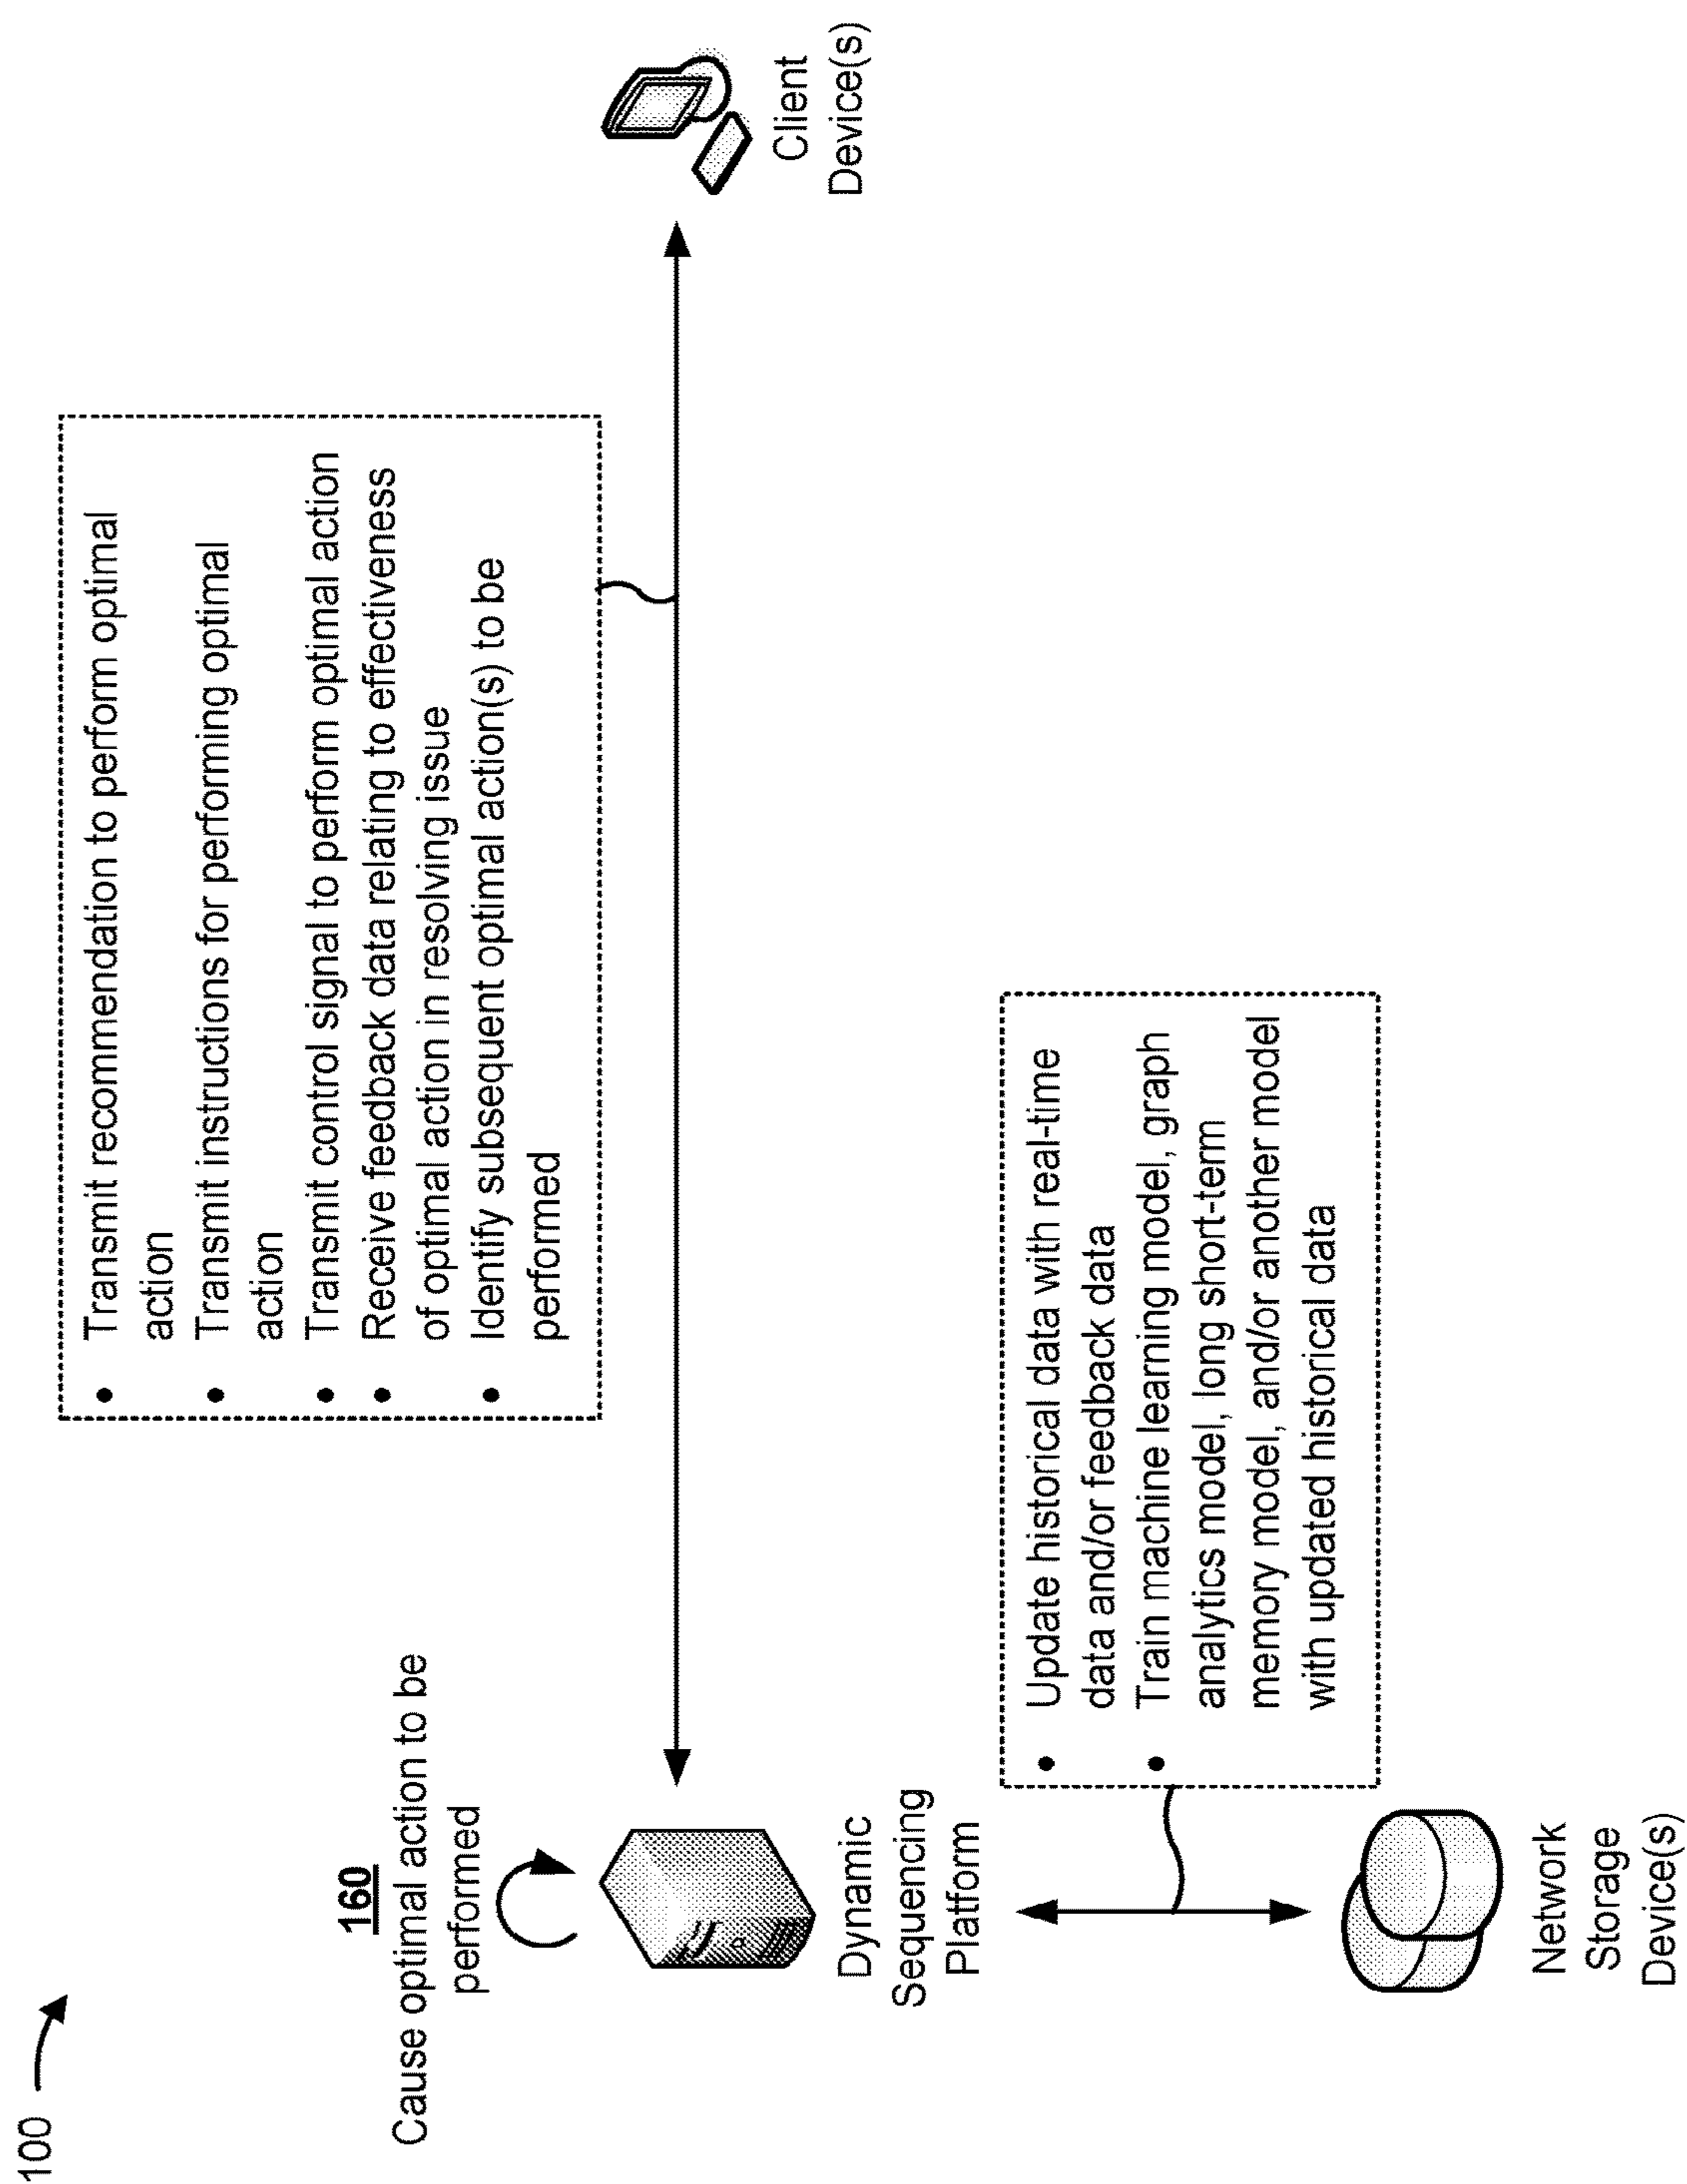 100
160
Cause optimal action to be
performed
• Transmit recommendation to perform optimal
action
• Transmit instructions for performing optimal
action
• Transmit control signal to perform optimal action
• Receive feedback data relating to effectiveness
of optimal action in resolving issue
• Identify subsequent optimal action(s) to be
performed
Dynamic
Sequencing
Platform
Client
Device(s)
• Update historical data with real-time
data and/or feedback data
• Train machine learning model, graph
analytics model, long short-term
memory model, and/or another model
with updated historical data
Network
Storage
Device(s)